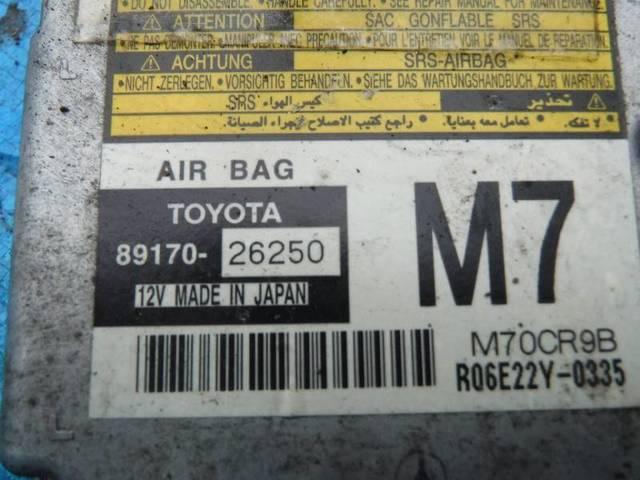 •DO NOT DISASSEMBLE. •HANDLE CAREFULLY. •SEE REPAIR MANUAL FOR MAINTENANCE.
ATTENTION SAC GONFLABLE SRS
•NE PAS DEMONTER •MANIPULER AVEC PRECAUTION •POUR L'ENTRETIEN VOIR LE MANUEL DE REPARATION.
ACHTUNG SRS-AIRBAG
•NICHT ZERLEGEN. •VORSICHTIG BEHANDELN. •SIEHE DAS WARTUNGSHANDBUCH ZUR WARTUNG
تحذير كيس الهواء SRS
•لا تفكه. •تعامل معه بعناية. •راجع كتيب الاصلاح لاجراء الصيانة.
AIR BAG
TOYOTA
89170- 26250
12V MADE IN JAPAN
M7
M70CR9B
R06E22Y-0335